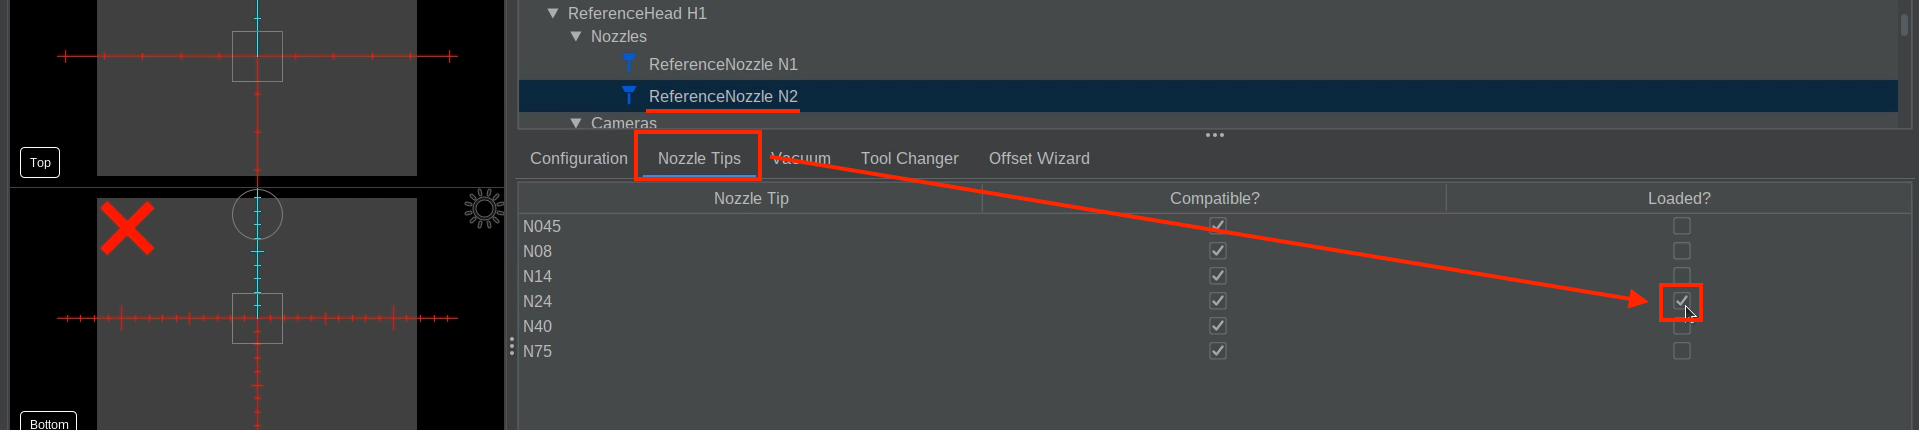 ReferenceHead H1
Nozzles
ReferenceNozzle N1
ReferenceNozzle N2
Cameras
Top
Configuration Nozzle Tips Vacuum Tool Changer Offset Wizard
Nozzle Tip Compatible? Loaded?
N045
N08
N14
N24
N40
N75
Bottom